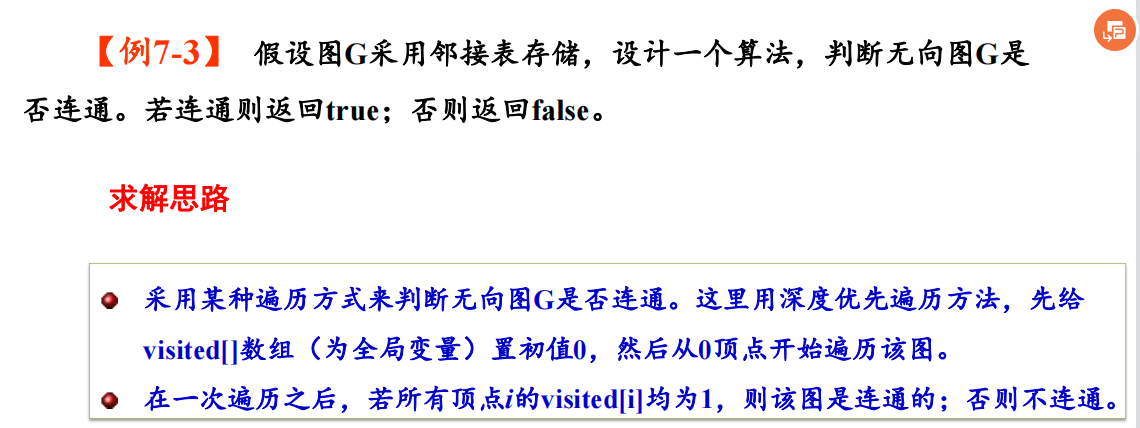 【例7-3】 假设图G采用邻接表存储，设计一个算法，判断无向图G是
否连通。若连通则返回true；否则返回false。
求解思路
采用某种遍历方式来判断无向图G是否连通。这里用深度优先遍历方法，先给
visited[]数组（为全局变量）置初值0，然后从0顶点开始遍历该图。
在一次遍历之后，若所有顶点i的visited[i]均为1，则该图是连通的；否则不连通。